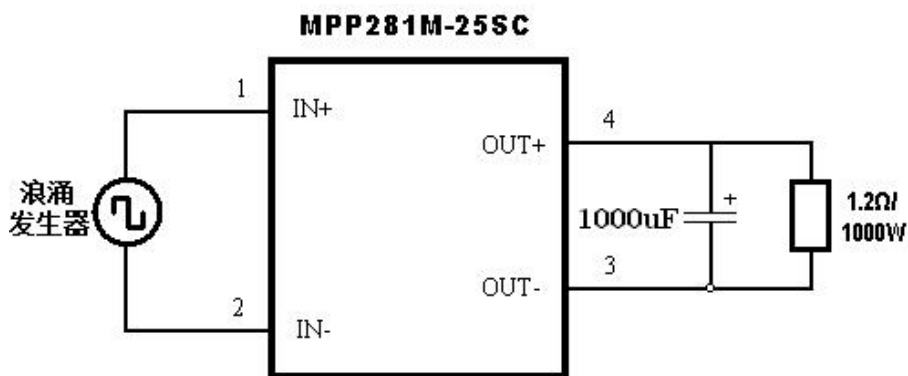 MPP281M-25SC
1
IN+
4
OUT+
浪涌
发生器
1000uF
+
1.2Ω/
1000W
3
OUT-
2
IN-